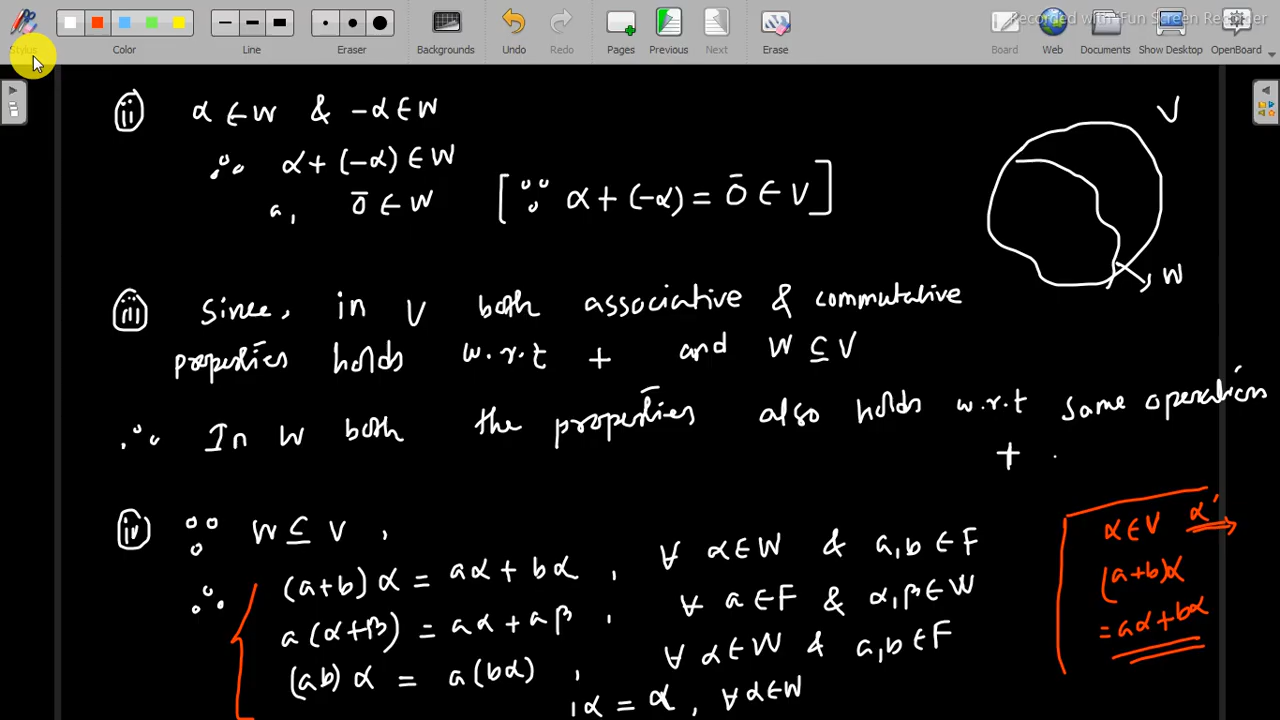 Recorded with Fun Screen Recorder
Stylus Color Line Eraser Backgrounds Undo Redo Pages Previous Next Erase Board Web Documents Show Desktop OpenBoard
(ii) α ∈ W & -α ∈ W
∴ α + (-α) ∈ W
a, 0̄ ∈ W [∵ α + (-α) = 0̄ ∈ V]
V
W
(iii) Since, in V both associative & commutative
properties holds w.r.t + and W ⊆ V
∴ In W both the properties also holds w.r.t same operations
+ .
(iv) ∵ W ⊆ V ,
∴ (a+b) α = aα + bα , ∀ α ∈ W & a, b ∈ F
a (α+β) = aα + aβ , ∀ a ∈ F & α, β ∈ W
(ab) α = a (bα) , ∀ α ∈ W & a, b ∈ F
1α = α , ∀ α ∈ W
α ∈ V α'
(a+b)α
= aα + bα